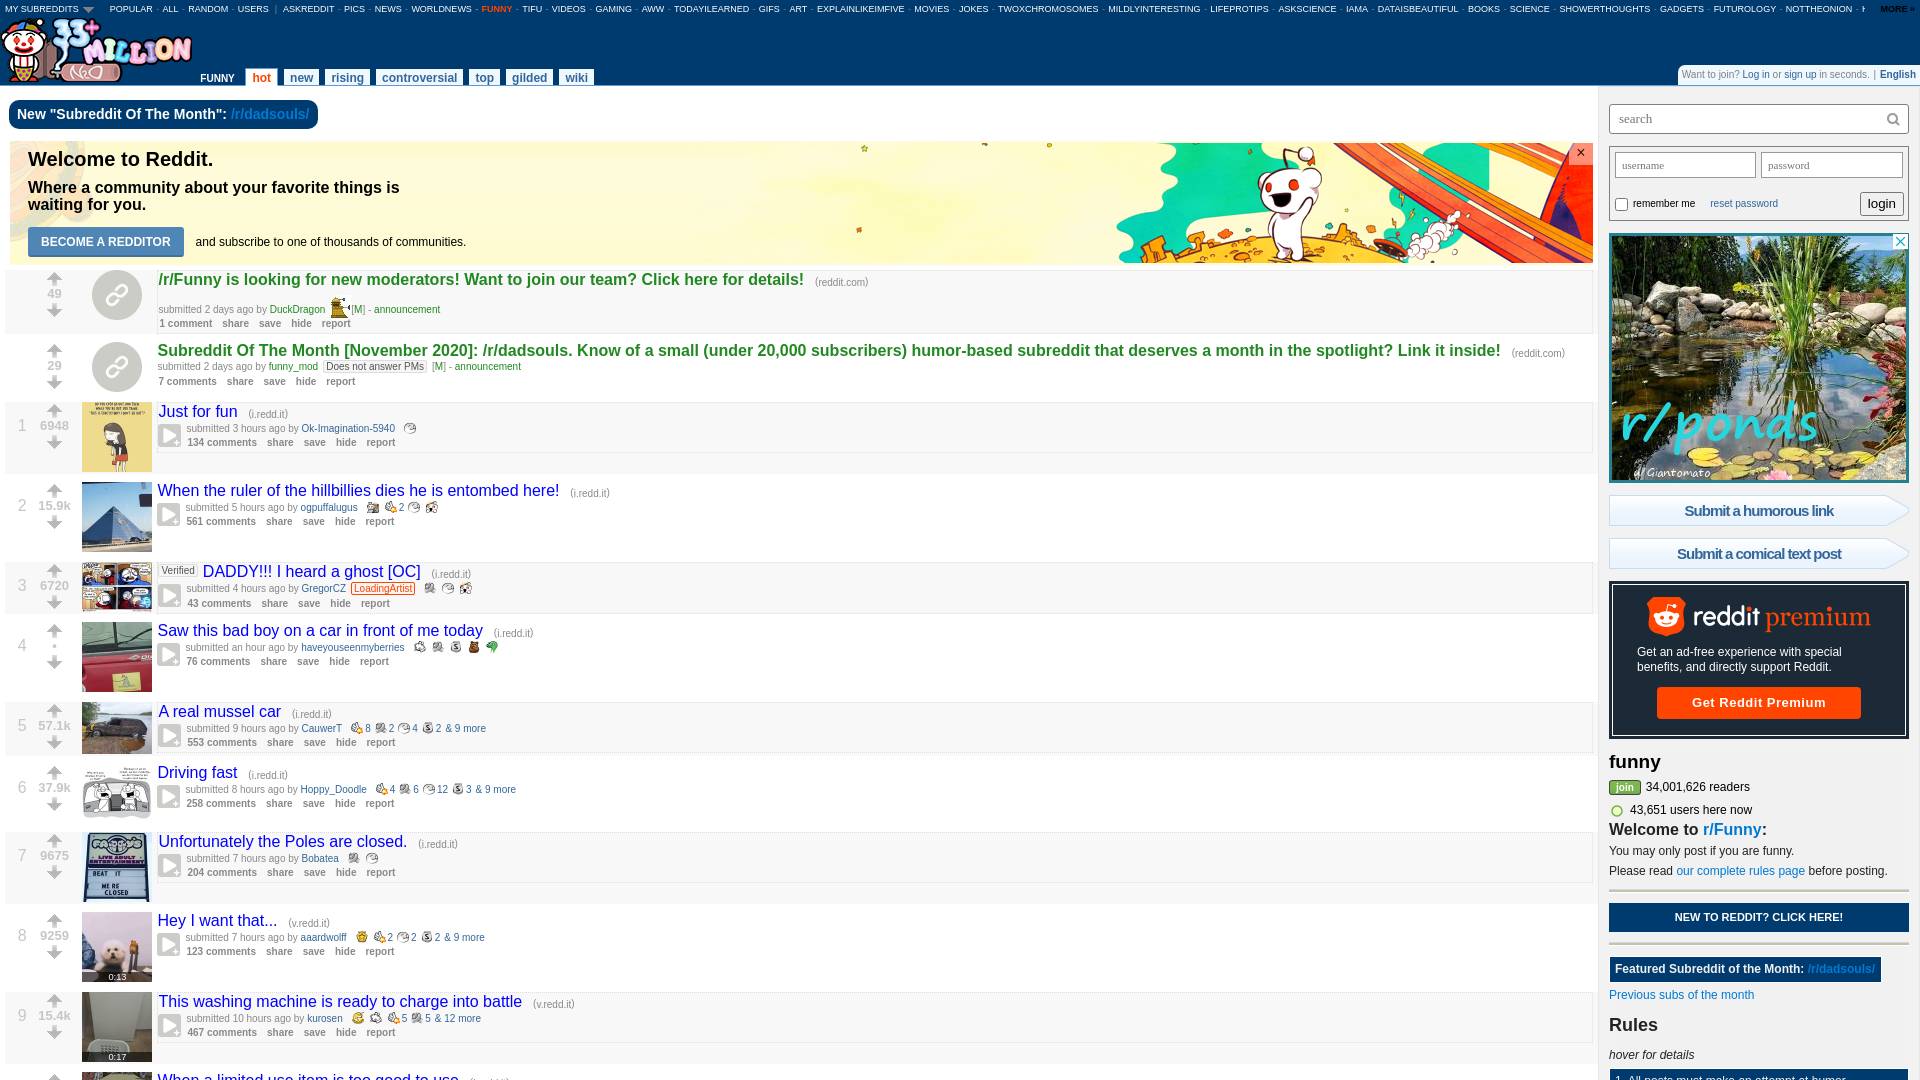 MY SUBREDDITS POPULAR - ALL - RANDOM - USERS | ASKREDDIT - PICS - NEWS - WORLDNEWS - FUNNY - TIFU - VIDEOS - GAMING - AWW - TODAYILEARNED - GIFS - ART - EXPLAINLIKEIMFIVE - MOVIES - JOKES - TWOXCHROMOSOMES - MILDLYINTERESTING - LIFEPROTIPS - ASKSCIENCE - IAMA - DATAISBEAUTIFUL - BOOKS - SCIENCE - SHOWERTHOUGHTS - GADGETS - FUTUROLOGY - NOTTHEONION - MORE »
33+ MILLION
FUNNY hot new rising controversial top gilded wiki
Want to join? Log in or sign up in seconds. | English
New "Subreddit Of The Month": /r/dadsouls/
Welcome to Reddit.
Where a community about your favorite things is
waiting for you.
BECOME A REDDITOR and subscribe to one of thousands of communities.
×
49
/r/Funny is looking for new moderators! Want to join our team? Click here for details! (reddit.com)
submitted 2 days ago by DuckDragon [M] - announcement
1 comment share save hide report
29
Subreddit Of The Month [November 2020]: /r/dadsouls. Know of a small (under 20,000 subscribers) humor-based subreddit that deserves a month in the spotlight? Link it inside! (reddit.com)
submitted 2 days ago by funny_mod Does not answer PMs [M] - announcement
7 comments share save hide report
1 6948
Just for fun (i.redd.it)
submitted 3 hours ago by Ok-Imagination-5940
134 comments share save hide report
2 15.9k
When the ruler of the hillbillies dies he is entombed here! (i.redd.it)
submitted 5 hours ago by ogpuffalugus 2
561 comments share save hide report
3 6720
Verified DADDY!!! I heard a ghost [OC] (i.redd.it)
submitted 4 hours ago by GregorCZ LoadingArtist
43 comments share save hide report
4 •
Saw this bad boy on a car in front of me today (i.redd.it)
submitted an hour ago by haveyouseenmyberries
76 comments share save hide report
5 57.1k
A real mussel car (i.redd.it)
submitted 9 hours ago by CauwerT 8 2 4 2 & 9 more
553 comments share save hide report
6 37.9k
Driving fast (i.redd.it)
submitted 8 hours ago by Hoppy_Doodle 4 6 12 3 & 9 more
258 comments share save hide report
7 9675
LIVE ADULT
ENTERTAINMENT
BEAT IT
WE'RE
CLOSED
Unfortunately the Poles are closed. (i.redd.it)
submitted 7 hours ago by Bobatea
204 comments share save hide report
8 9259
0:13
Hey I want that... (v.redd.it)
submitted 7 hours ago by aaardwolff 2 2 2 & 9 more
123 comments share save hide report
9 15.4k
0:17
This washing machine is ready to charge into battle (v.redd.it)
submitted 10 hours ago by kurosen 5 5 & 12 more
467 comments share save hide report
When a limited use item is too good to use
search
username password
remember me reset password login
r/ponds
u/Giantomato
Submit a humorous link
Submit a comical text post
reddit premium
Get an ad-free experience with special
benefits, and directly support Reddit.
Get Reddit Premium
funny
join 34,001,626 readers
43,651 users here now
Welcome to r/Funny:
You may only post if you are funny.
Please read our complete rules page before posting.
NEW TO REDDIT? CLICK HERE!
Featured Subreddit of the Month: /r/dadsouls/
Previous subs of the month
Rules
hover for details
1. All posts must make an attempt at humor.